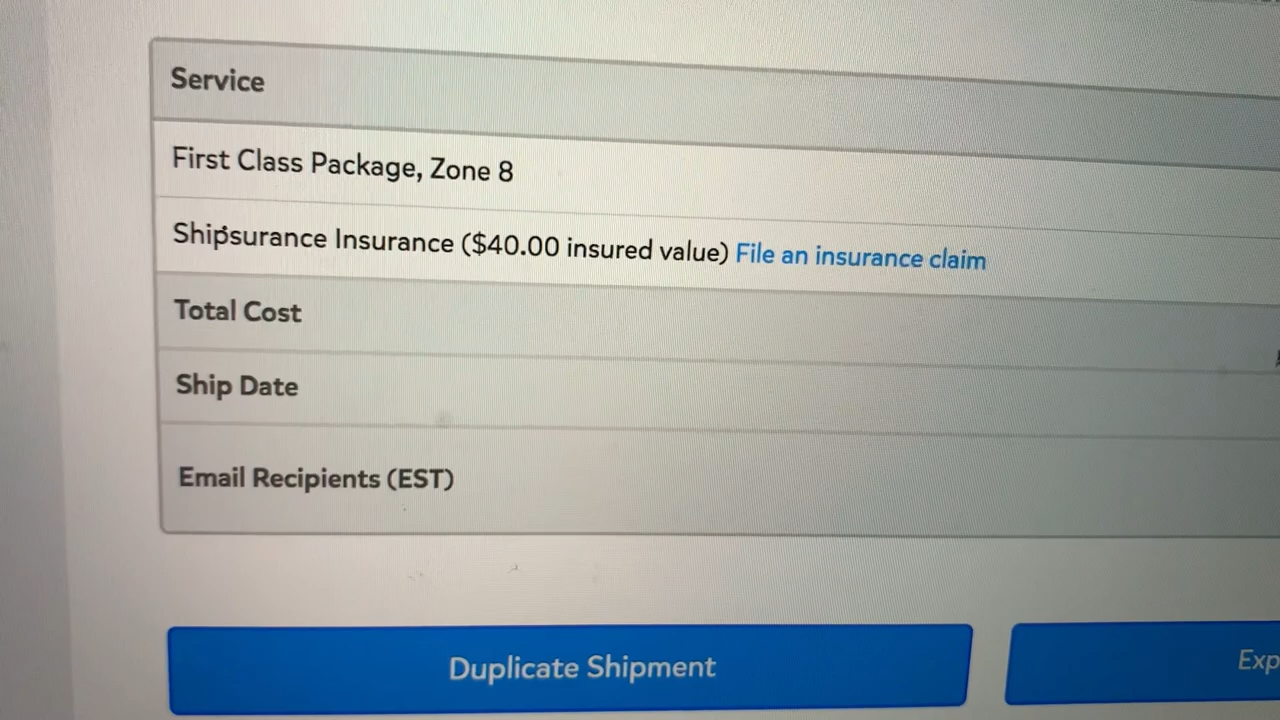 Service
First Class Package, Zone 8
Shipsurance Insurance ($40.00 insured value) File an insurance claim
Total Cost
Ship Date
Email Recipients (EST)
Duplicate Shipment
Exp